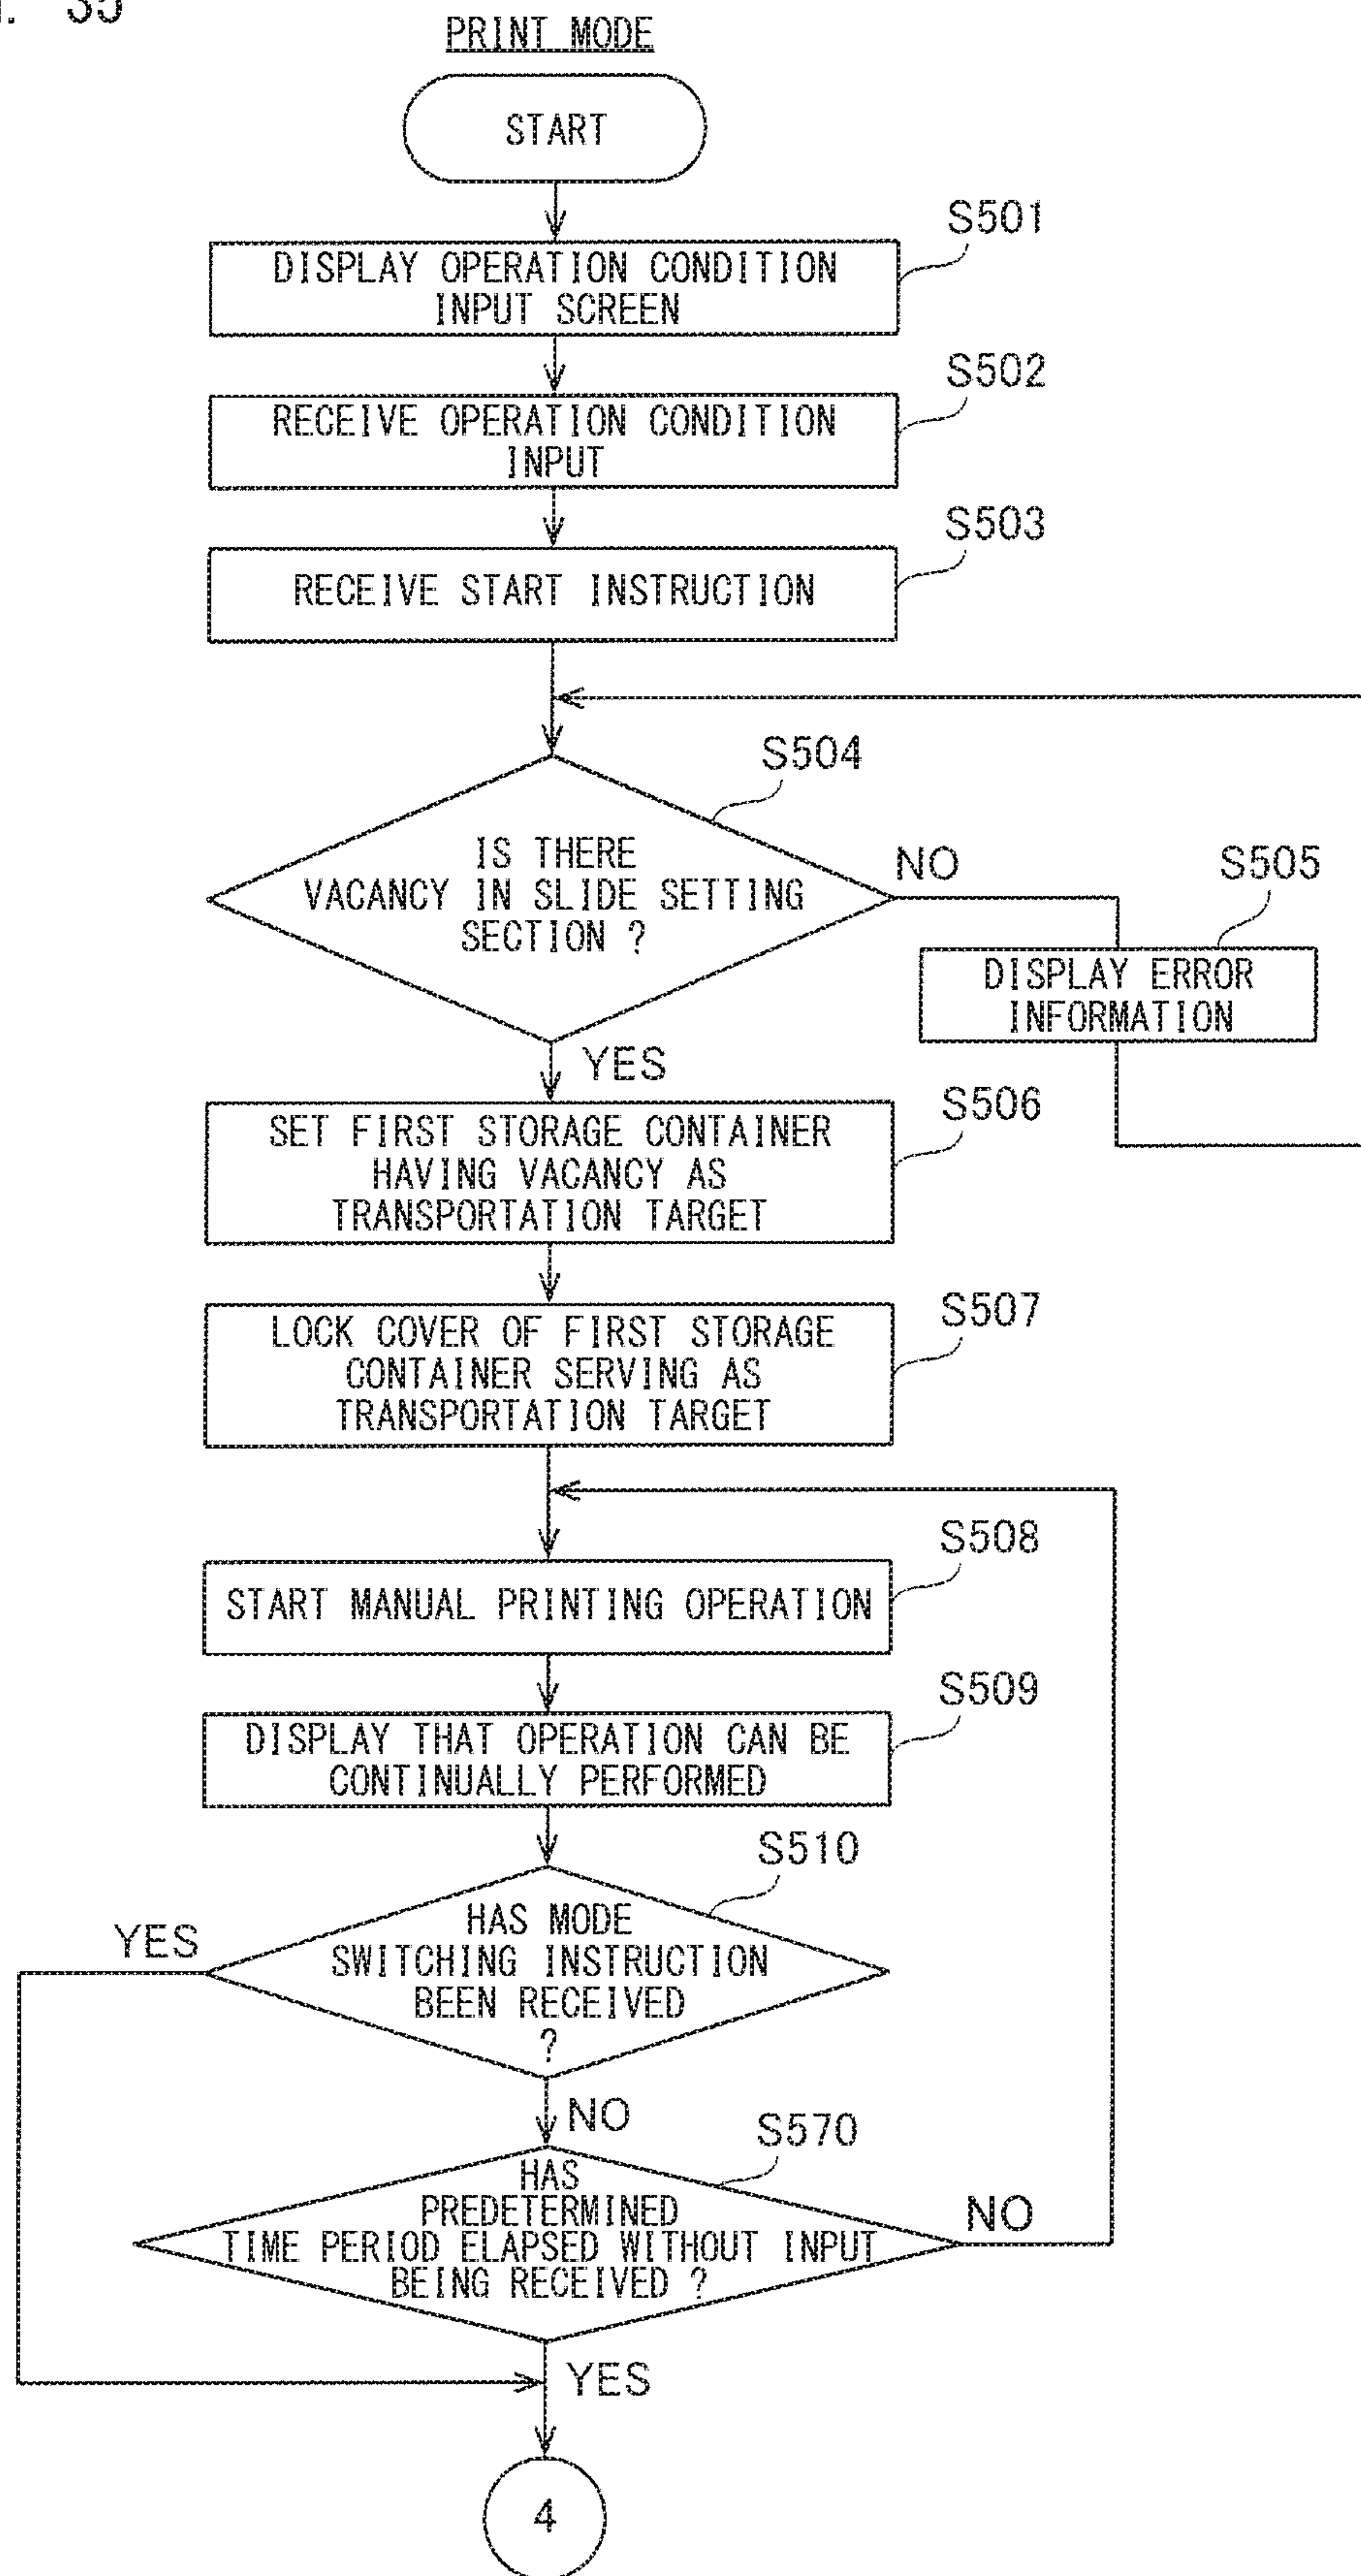 35
PRINT MODE
START
S501
DISPLAY OPERATION CONDITION
INPUT SCREEN
S502
RECEIVE OPERATION CONDITION
INPUT
S503
RECEIVE START INSTRUCTION
S504
IS THERE
VACANCY IN SLIDE SETTING
SECTION ?
NO
S505
DISPLAY ERROR
INFORMATION
YES
S506
SET FIRST STORAGE CONTAINER
HAVING VACANCY AS
TRANSPORTATION TARGET
S507
LOCK COVER OF FIRST STORAGE
CONTAINER SERVING AS
TRANSPORTATION TARGET
S508
START MANUAL PRINTING OPERATION
S509
DISPLAY THAT OPERATION CAN BE
CONTINUALLY PERFORMED
S510
HAS MODE
SWITCHING INSTRUCTION
BEEN RECEIVED
?
YES
NO
S570
HAS
PREDETERMINED
TIME PERIOD ELAPSED WITHOUT INPUT
BEING RECEIVED ?
NO
YES
4